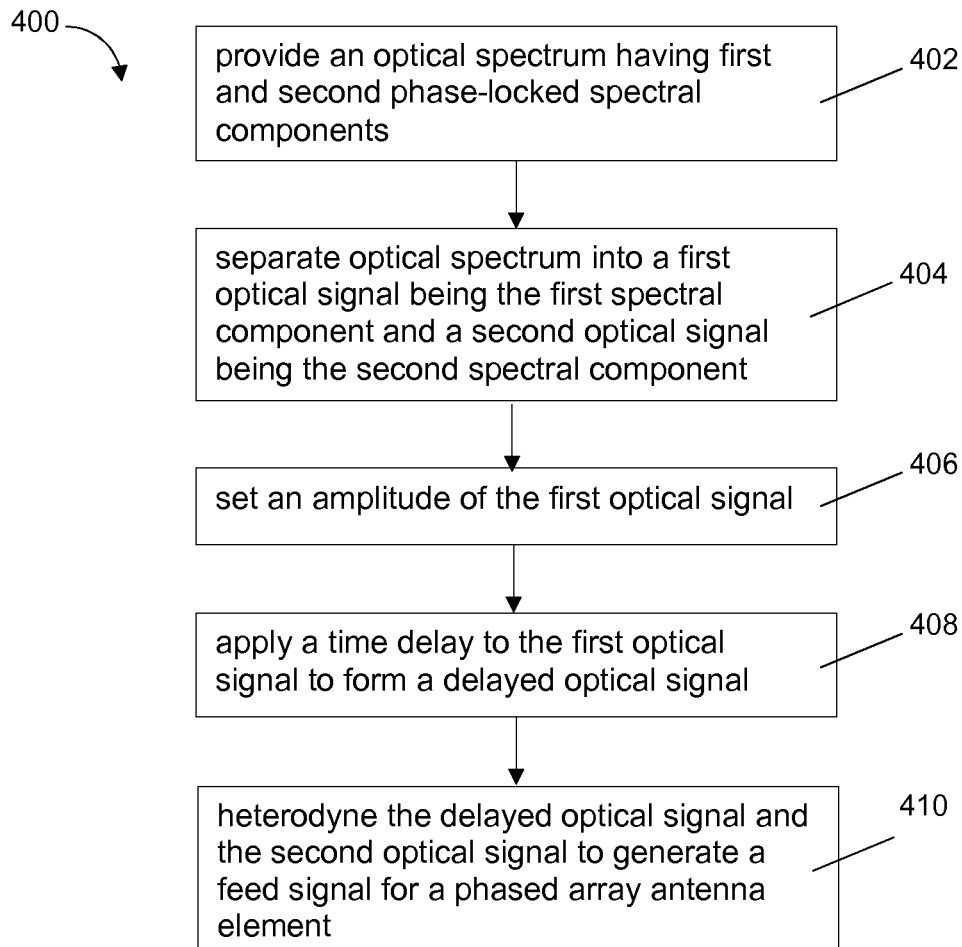 400
provide an optical spectrum having first
and second phase-locked spectral
components
402
separate optical spectrum into a first
optical signal being the first spectral
component and a second optical signal
being the second spectral component
404
set an amplitude of the first optical signal
406
apply a time delay to the first optical
signal to form a delayed optical signal
408
heterodyne the delayed optical signal and
the second optical signal to generate a
feed signal for a phased array antenna
element
410